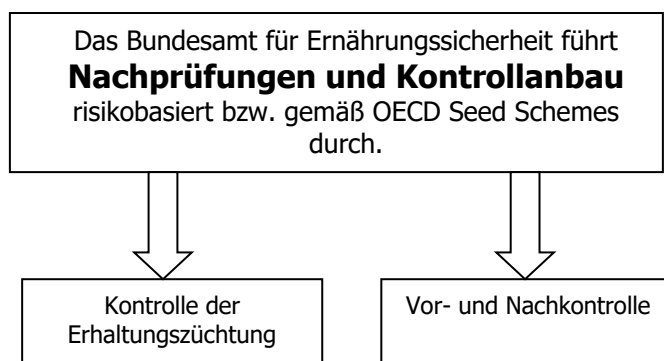 Das Bundesamt für Ernährungssicherheit führt
Nachprüfungen und Kontrollanbau
risikobasiert bzw. gemäß OECD Seed Schemes
durch.
Kontrolle der
Erhaltungszüchtung
Vor- und Nachkontrolle